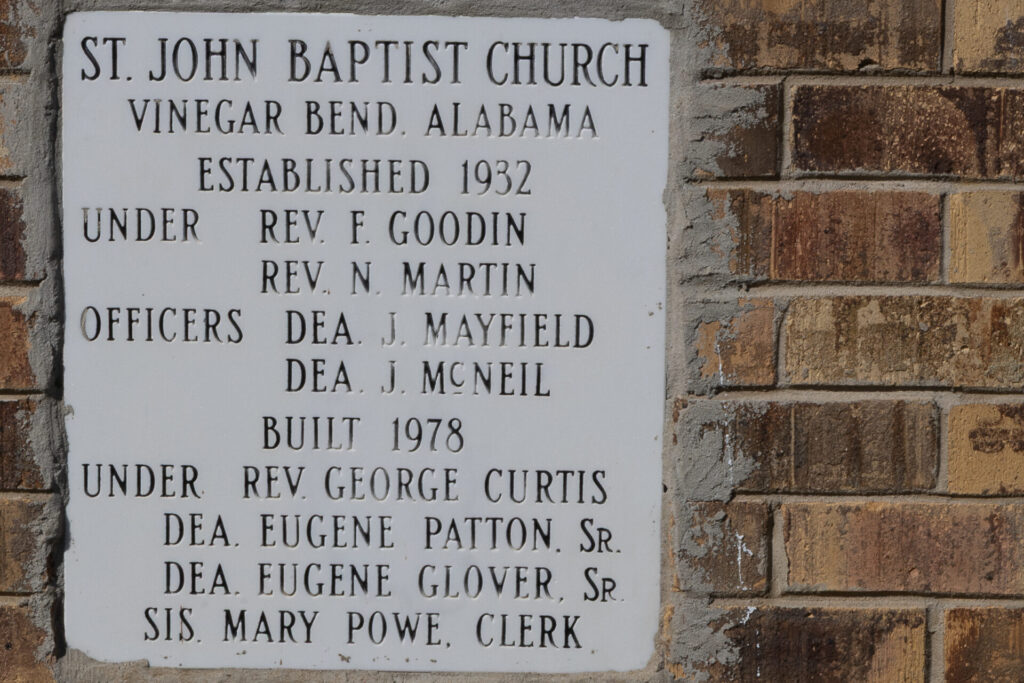 ST. JOHN BAPTIST CHURCH
VINEGAR BEND. ALABAMA
ESTABLISHED 1932
UNDER REV. F. GOODIN
REV. N. MARTIN
OFFICERS DEA. J. MAYFIELD
DEA. J. McNEIL
BUILT 1978
UNDER REV. GEORGE CURTIS
DEA. EUGENE PATTON. SR.
DEA. EUGENE GLOVER, SR.
SIS. MARY POWE, CLERK